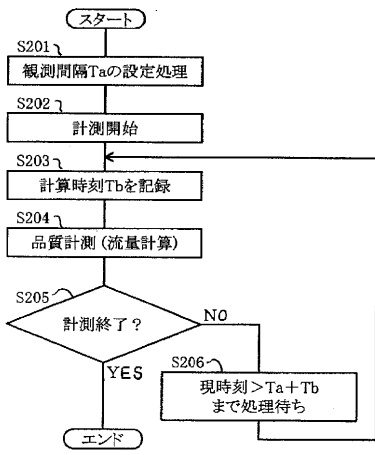 スタート
S201
観測間隔Taの設定処理
S202
計測開始
S203
計算時刻Tbを記録
S204
品質計測(流量計算)
S205
計測終了?
NO
YES
S206
現時刻>Ta+Tb
まで処理待ち
エンド